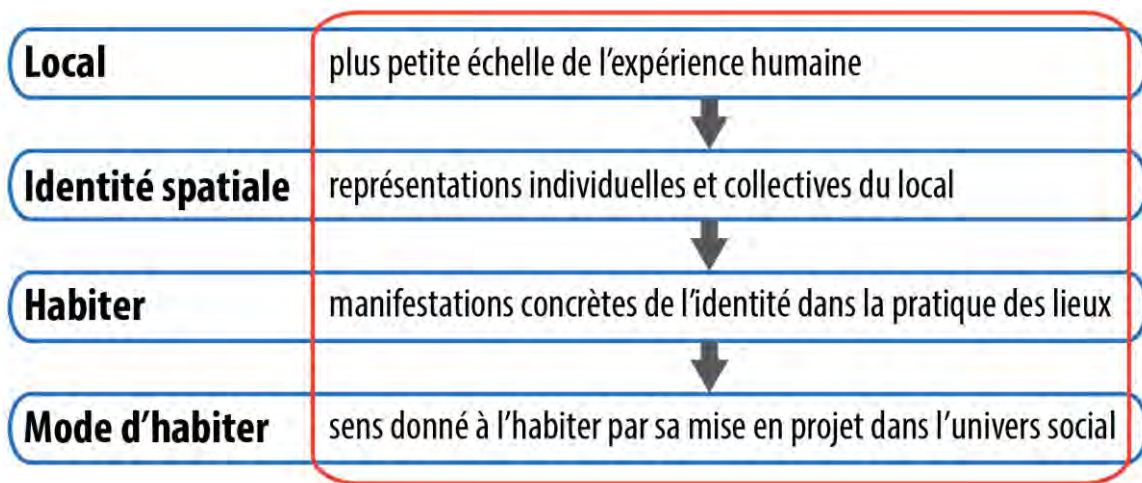 Local plus petite échelle de l'expérience humaine
Identité spatiale représentations individuelles et collectives du local
Habiter manifestations concrètes de l'identité dans la pratique des lieux
Mode d'habiter sens donné à l'habiter par sa mise en projet dans l'univers social